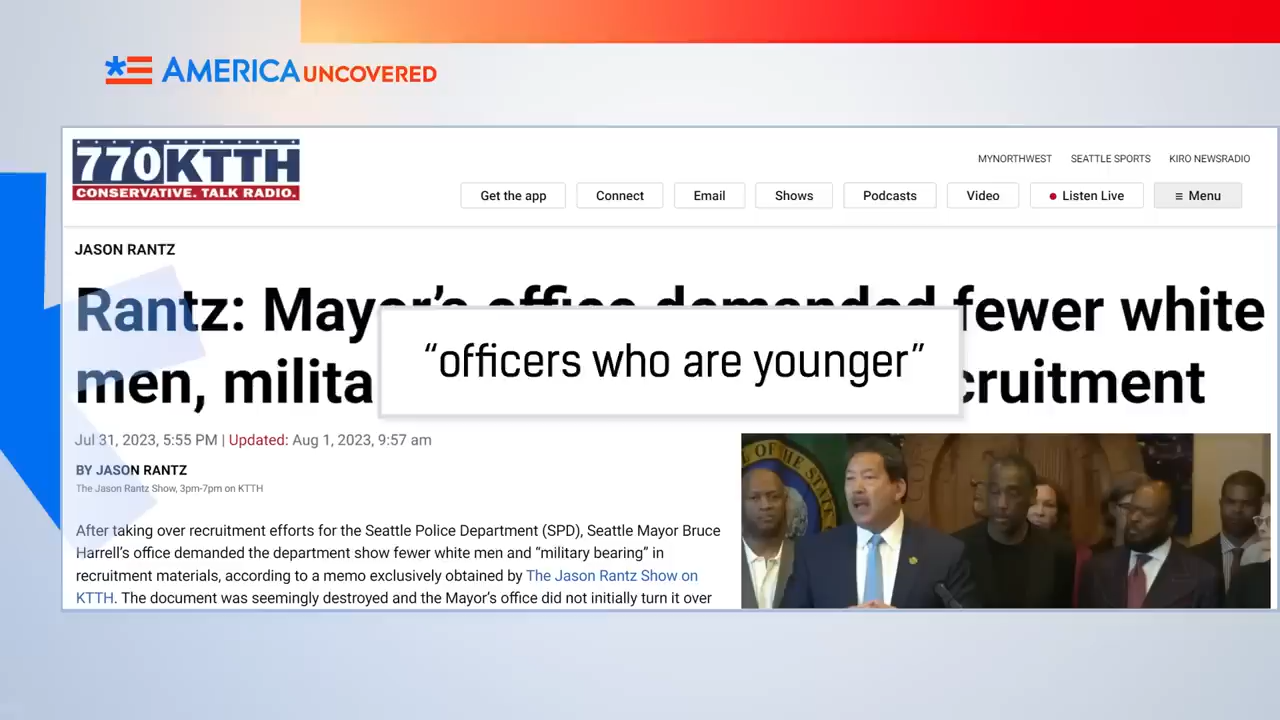 AMERICA UNCOVERED
770 KTTH
CONSERVATIVE. TALK RADIO.
MYNORTHWEST SEATTLE SPORTS KIRO NEWSRADIO
Get the app Connect Email Shows Podcasts Video Listen Live ≡ Menu
JASON RANTZ
Rantz: Mayor's office demanded fewer white
men, milita cruitment
“officers who are younger”
Jul 31, 2023, 5:55 PM | Updated: Aug 1, 2023, 9:57 am
BY JASON RANTZ
The Jason Rantz Show, 3pm-7pm on KTTH
After taking over recruitment efforts for the Seattle Police Department (SPD), Seattle Mayor Bruce
Harrell’s office demanded the department show fewer white men and “military bearing” in
recruitment materials, according to a memo exclusively obtained by The Jason Rantz Show on
KTTH. The document was seemingly destroyed and the Mayor’s office did not initially turn it over
OF THE STATE